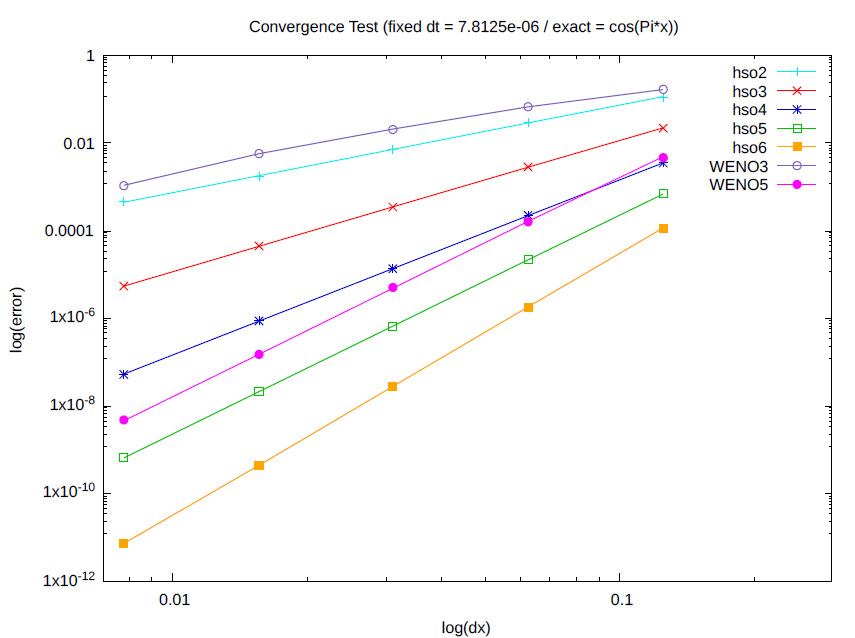 Convergence Test (fixed dt = 7.8125e-06 / exact = cos(Pi*x))
1
0.01
0.0001
1x10⁻⁶
1x10⁻⁸
1x10⁻¹⁰
1x10⁻¹²
log(error)
hso2
hso3
hso4
hso5
hso6
WENO3
WENO5
0.01
0.1
log(dx)